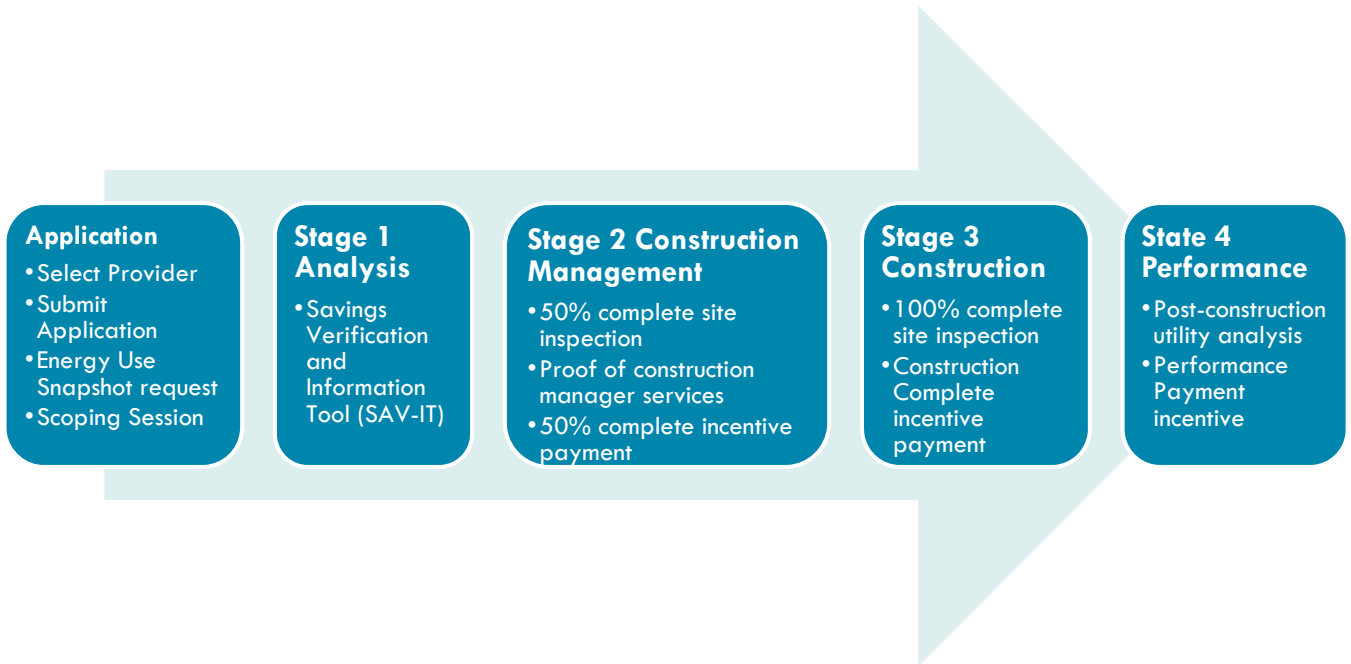 Application
•Select Provider
•Submit
Application
•Energy Use
Snapshot request
•Scoping Session
Stage 1
Analysis
•Savings
Verification
and
Information
Tool (SAV-IT)
Stage 2 Construction
Management
•50% complete site
inspection
•Proof of construction
manager services
•50% complete incentive
payment
Stage 3
Construction
•100% complete
site inspection
•Construction
Complete
incentive
payment
State 4
Performance
•Post-construction
utility analysis
•Performance
Payment
incentive